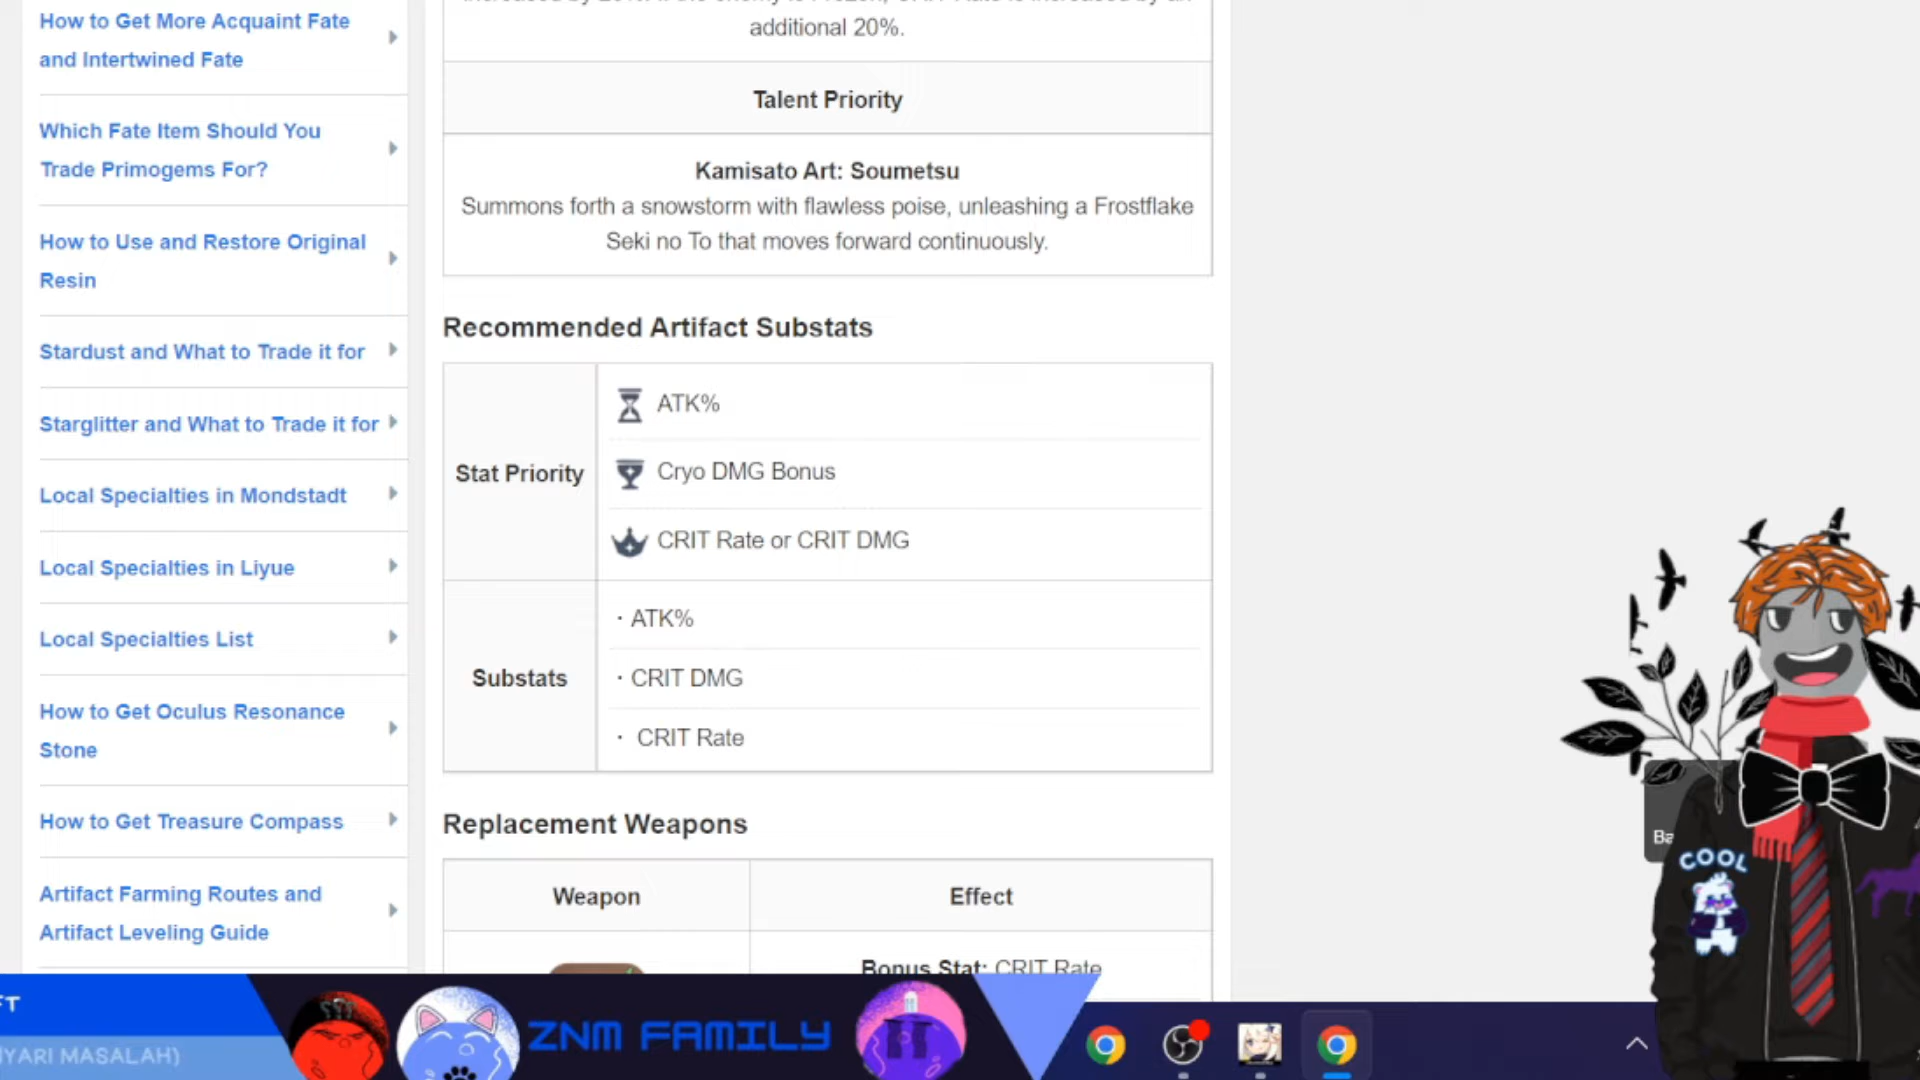 How to Get More Acquaint Fate
and Intertwined Fate
Which Fate Item Should You
Trade Primogems For?
How to Use and Restore Original
Resin
Stardust and What to Trade it for
Starglitter and What to Trade it for
Local Specialties in Mondstadt
Local Specialties in Liyue
Local Specialties List
How to Get Oculus Resonance
Stone
How to Get Treasure Compass
Artifact Farming Routes and
Artifact Leveling Guide
additional 20%.
Talent Priority
Kamisato Art: Soumetsu
Summons forth a snowstorm with flawless poise, unleashing a Frostflake
Seki no To that moves forward continuously.
Recommended Artifact Substats
Stat Priority
ATK%
Cryo DMG Bonus
CRIT Rate or CRIT DMG
Substats
· ATK%
· CRIT DMG
· CRIT Rate
Replacement Weapons
Weapon
Effect
Bonus Stat: CRIT Rate
Ba
COOL
FT
YARI MASALAH)
ZNM FAMILY